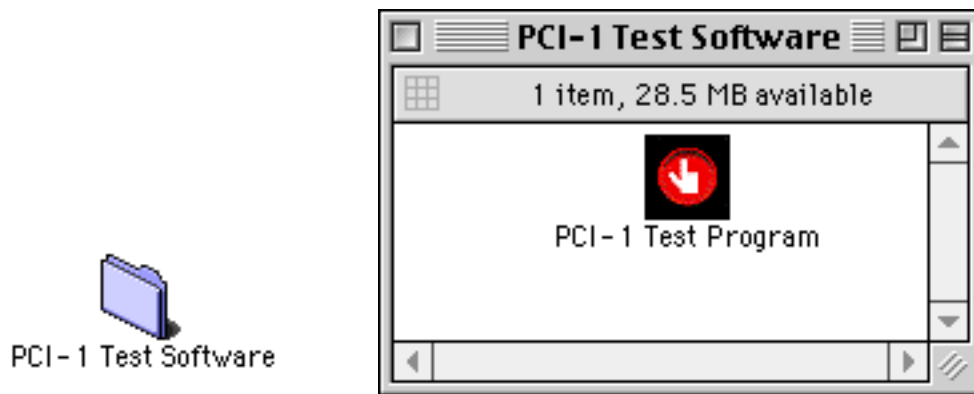 PCI-1 Test Software
1 item, 28.5 MB available
PCI-1 Test Program
PCI-1 Test Software